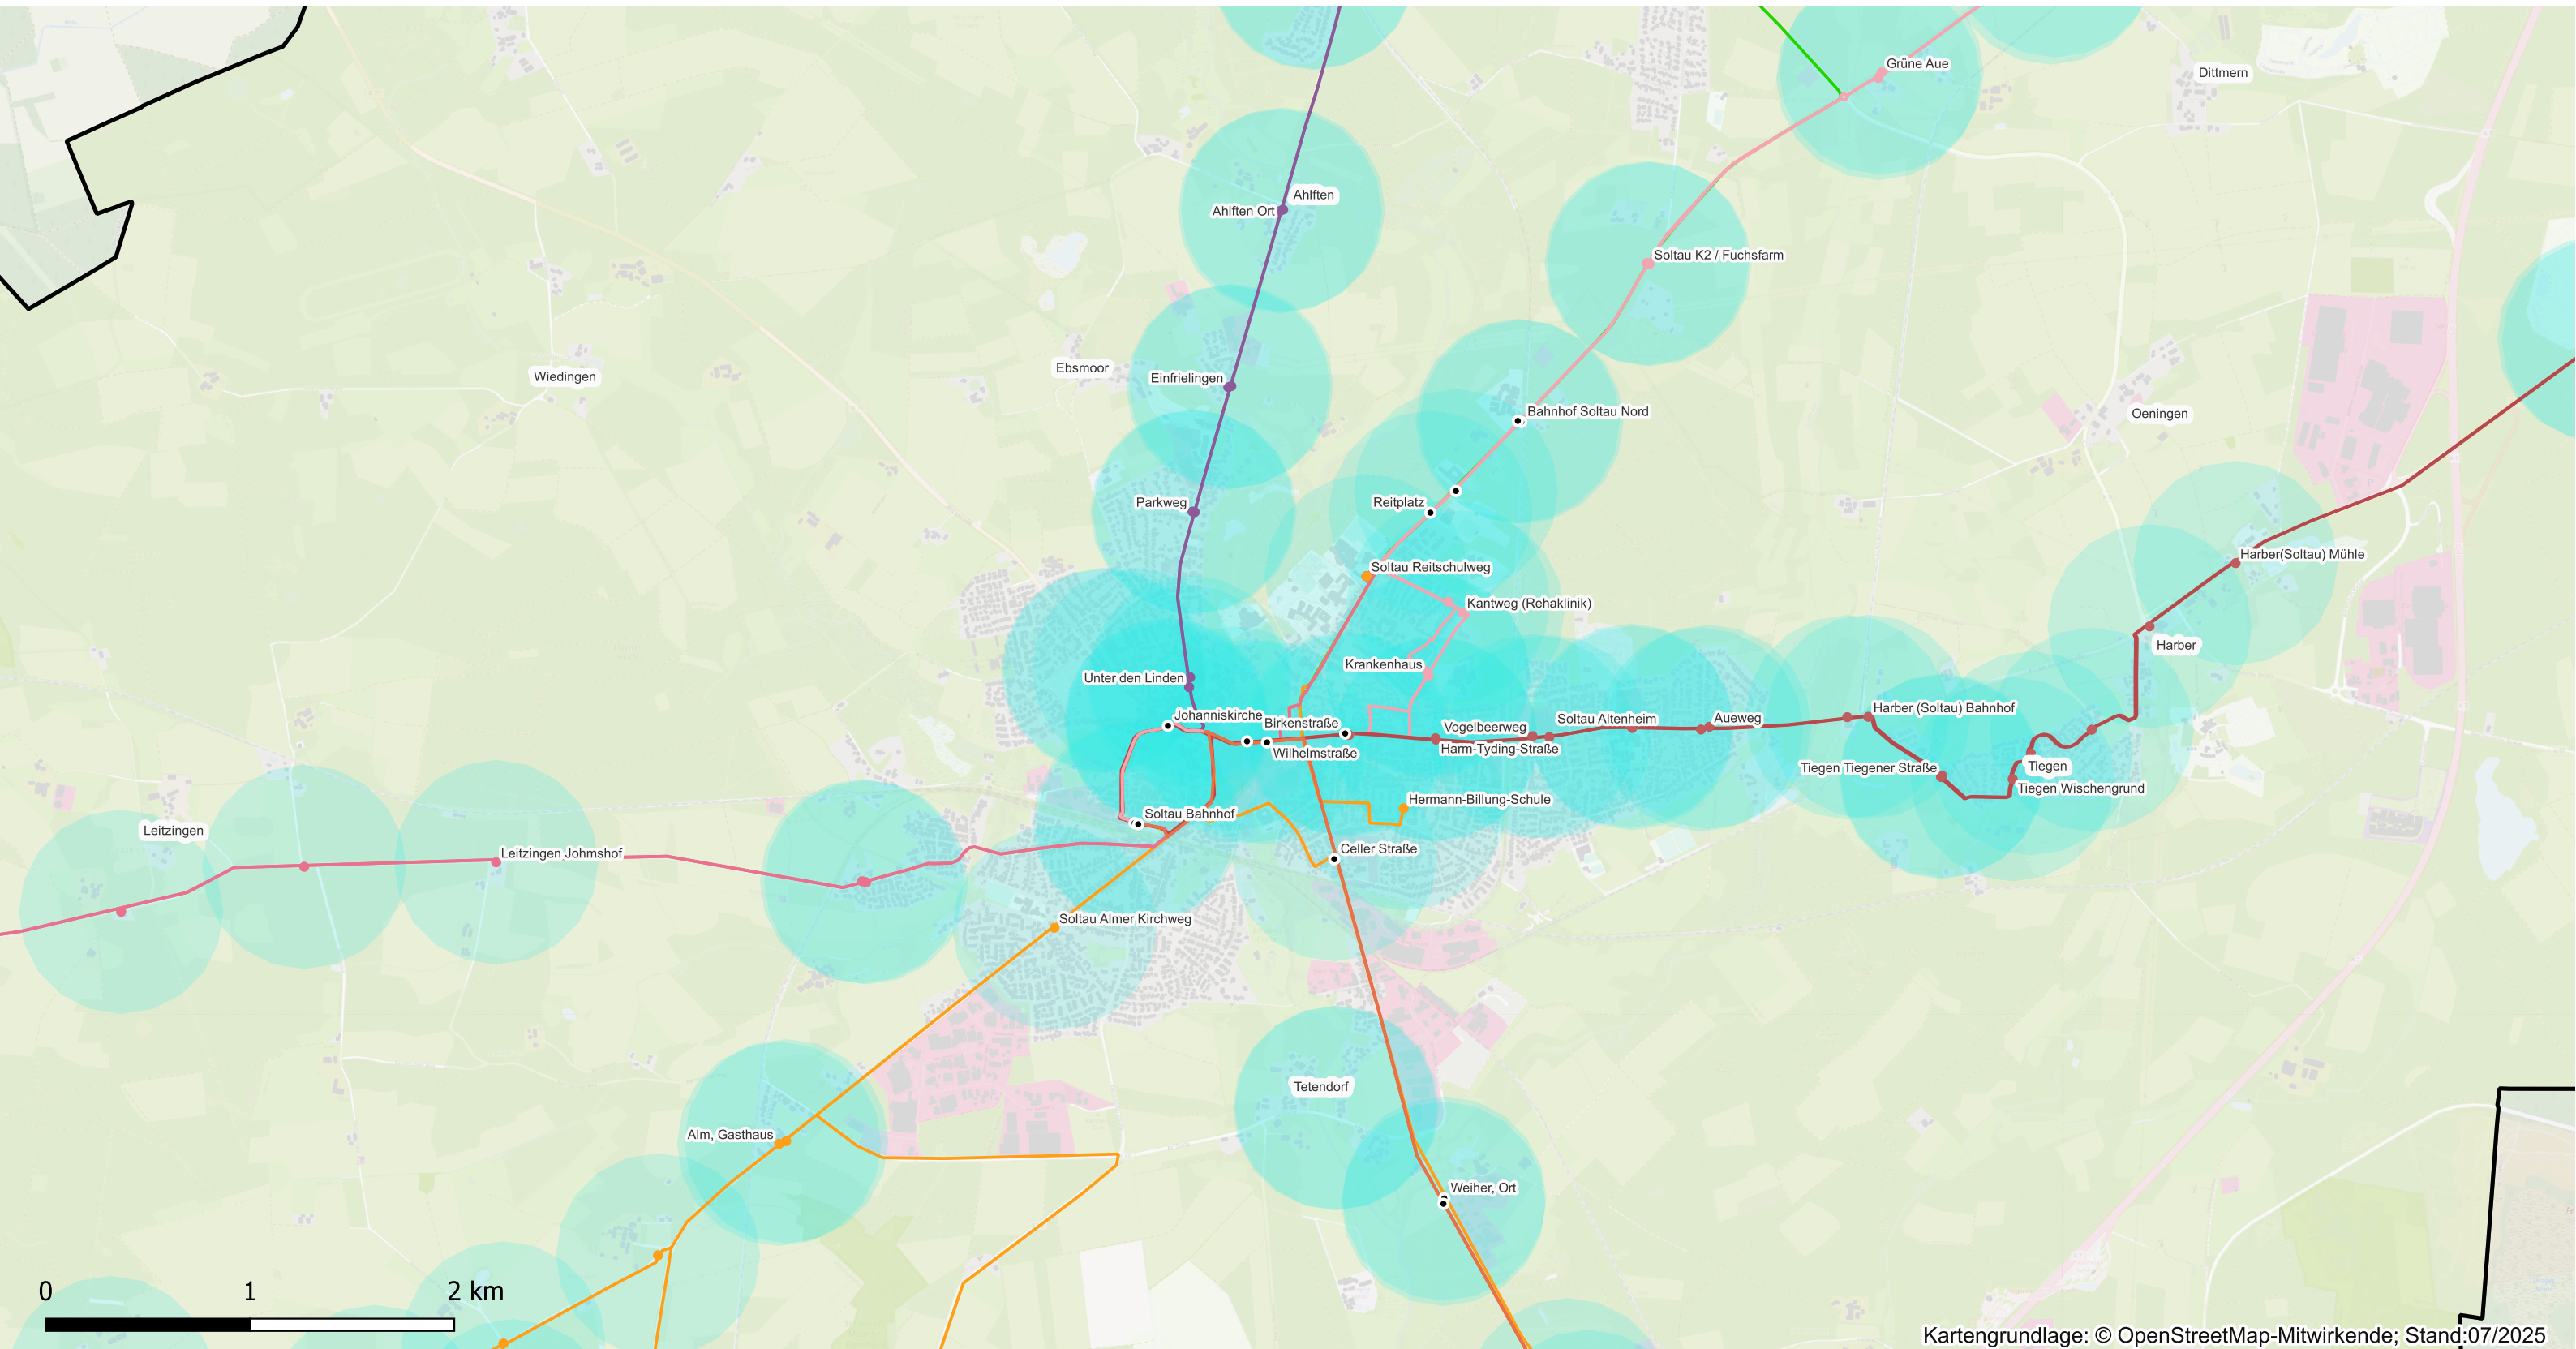 Grüne Aue
Dittmern
Ahlften
Ahlften Ort
Soltau K2 / Fuchsfarm
Ebsmoor
Wiedingen
Einfrielingen
Bahnhof Soltau Nord
Oeningen
Parkweg
Reitplatz
Harber(Soltau) Mühle
Soltau Reitschulweg
Kantweg (Rehaklinik)
Harber
Krankenhaus
Unter den Linden
Johanniskirche
Birkenstraße
Vogelbeerweg
Soltau Altenheim
Aueweg
Harber (Soltau) Bahnhof
Wilhelmstraße
Harm-Tyding-Straße
Tiegen Tiegener Straße
Tiegen
Tiegen Wischengrund
Hermann-Billung-Schule
Soltau Bahnhof
Leitzingen
Celler Straße
Leitzingen Johmshof
Soltau Almer Kirchweg
Tetendorf
Alm, Gasthaus
Weiher, Ort
0 1 2 km
Kartengrundlage: © OpenStreetMap-Mitwirkende; Stand:07/2025